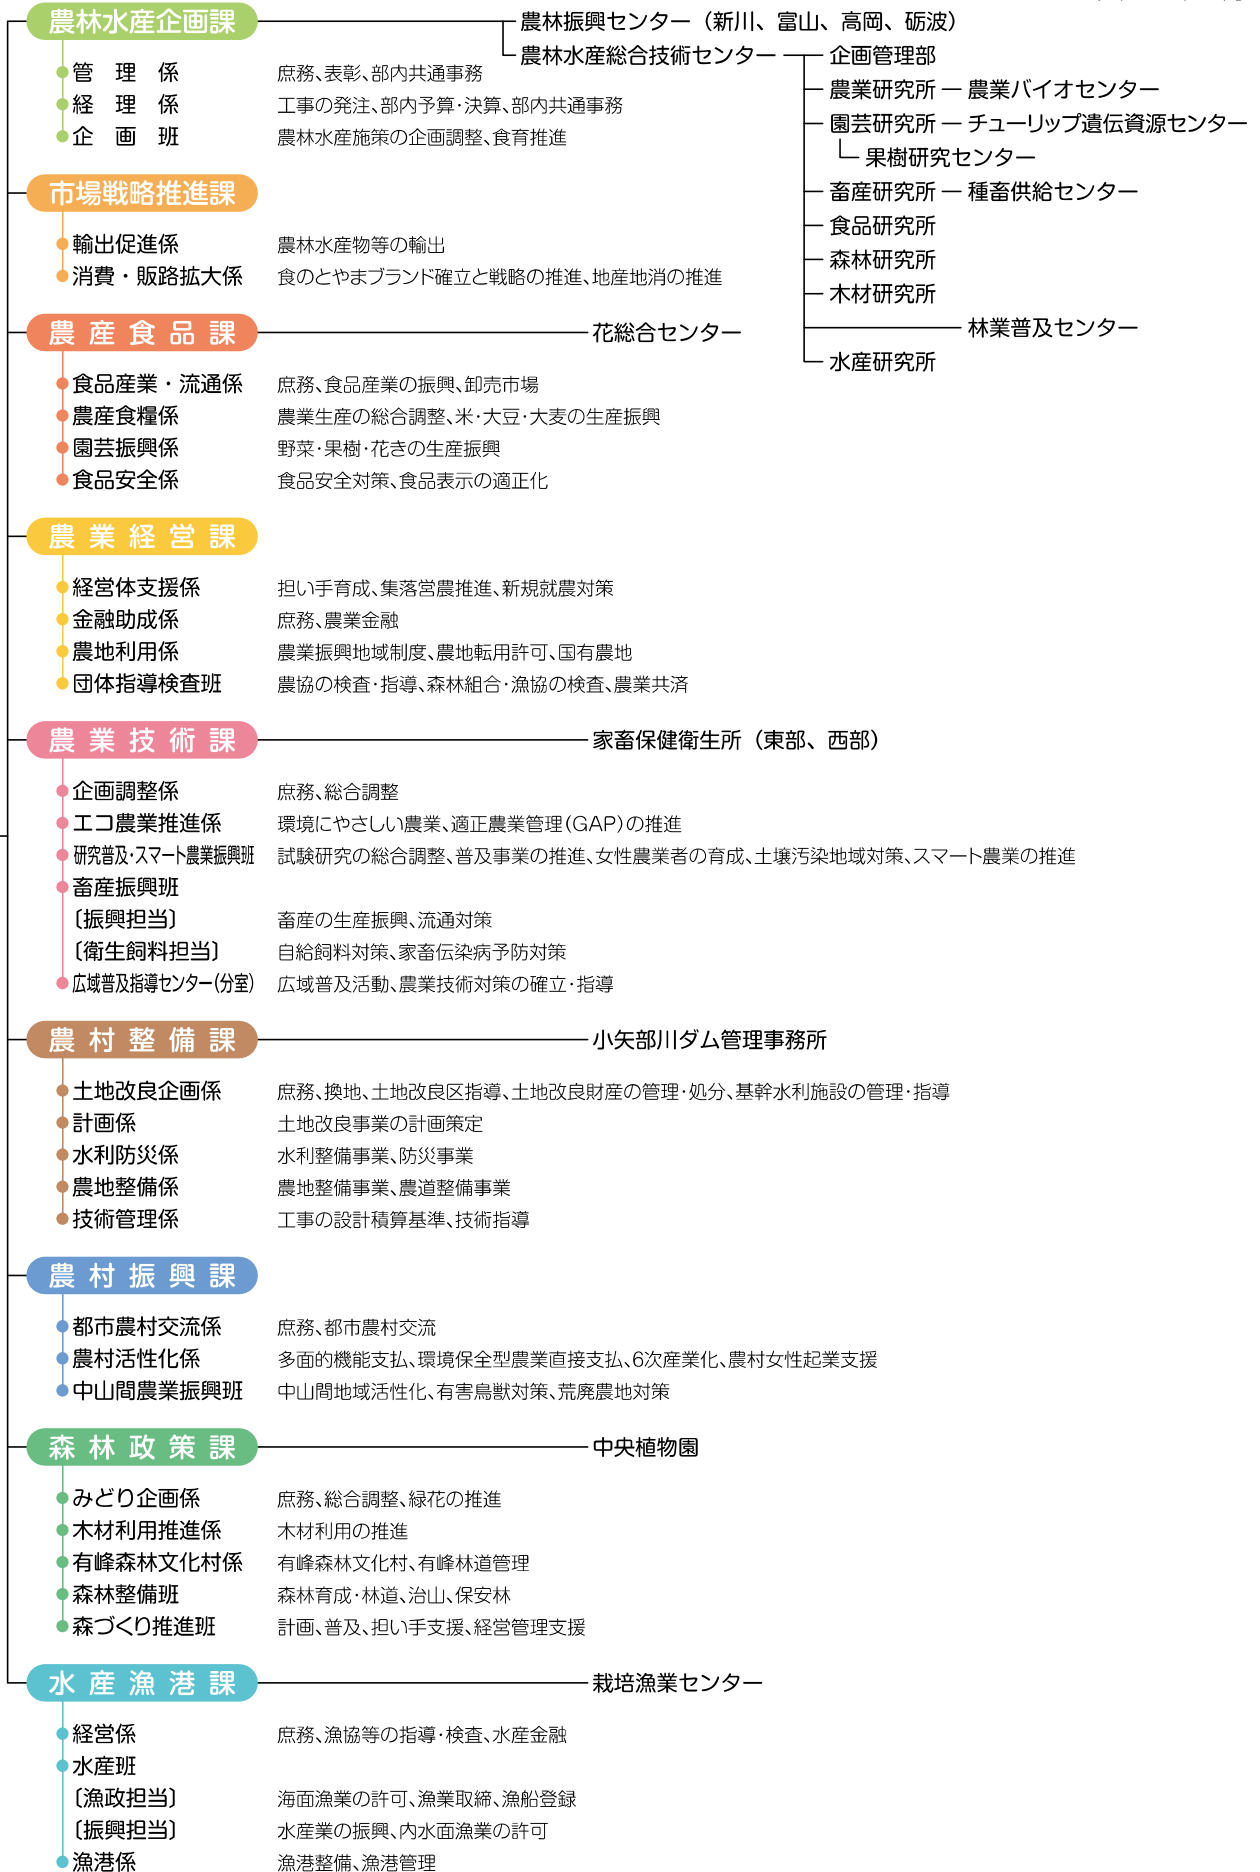 農林水産企画課
農林振興センター（新川、富山、高岡、砺波）
農林水産総合技術センター
企画管理部
農業研究所
農業バイオセンター
園芸研究所
チューリップ遺伝資源センター
果樹研究センター
畜産研究所
種畜供給センター
食品研究所
森林研究所
木材研究所
林業普及センター
水産研究所
管理係
庶務、表彰、部内共通事務
経理係
工事の発注、部内予算・決算、部内共通事務
企画班
農林水産施策の企画調整、食育推進
市場戦略推進課
輸出促進係
農林水産物等の輸出
消費・販路拡大係
食のとやまブランド確立と戦略の推進、地産地消の推進
農産食品課
花総合センター
食品産業・流通係
庶務、食品産業の振興、卸売市場
農産食糧係
農業生産の総合調整、米・大豆・大麦の生産振興
園芸振興係
野菜・果樹・花きの生産振興
食品安全係
食品安全対策、食品表示の適正化
農業経営課
経営体支援係
担い手育成、集落営農推進、新規就農対策
金融助成係
庶務、農業金融
農地利用係
農業振興地域制度、農地転用許可、国有農地
団体指導検査班
農協の検査・指導、森林組合・漁協の検査、農業共済
農業技術課
家畜保健衛生所（東部、西部）
企画調整係
庶務、総合調整
エコ農業推進係
環境にやさしい農業、適正農業管理（GAP）の推進
研究普及・スマート農業振興班
試験研究の総合調整、普及事業の推進、女性農業者の育成、土壌汚染地域対策、スマート農業の推進
畜産振興班
〔振興担当〕
畜産の生産振興、流通対策
〔衛生飼料担当〕
自給飼料対策、家畜伝染病予防対策
広域普及指導センター（分室）
広域普及活動、農業技術対策の確立・指導
農村整備課
小矢部川ダム管理事務所
土地改良企画係
庶務、換地、土地改良区指導、土地改良財産の管理・処分、基幹水利施設の管理・指導
計画係
土地改良事業の計画策定
水利防災係
水利整備事業、防災事業
農地整備係
農地整備事業、農道整備事業
技術管理係
工事の設計積算基準、技術指導
農村振興課
都市農村交流係
庶務、都市農村交流
農村活性化係
多面的機能支払、環境保全型農業直接支払、6次産業化、農村女性起業支援
中山間農業振興班
中山間地域活性化、有害鳥獣対策、荒廃農地対策
森林政策課
中央植物園
みどり企画係
庶務、総合調整、緑花の推進
木材利用推進係
木材利用の推進
有峰森林文化村係
有峰森林文化村、有峰林道管理
森林整備班
森林育成・林道、治山、保安林
森づくり推進班
計画、普及、担い手支援、経営管理支援
水産漁港課
栽培漁業センター
経営係
庶務、漁協等の指導・検査、水産金融
水産班
〔漁政担当〕
海面漁業の許可、漁業取締、漁船登録
〔振興担当〕
水産業の振興、内水面漁業の許可
漁港係
漁港整備、漁港管理